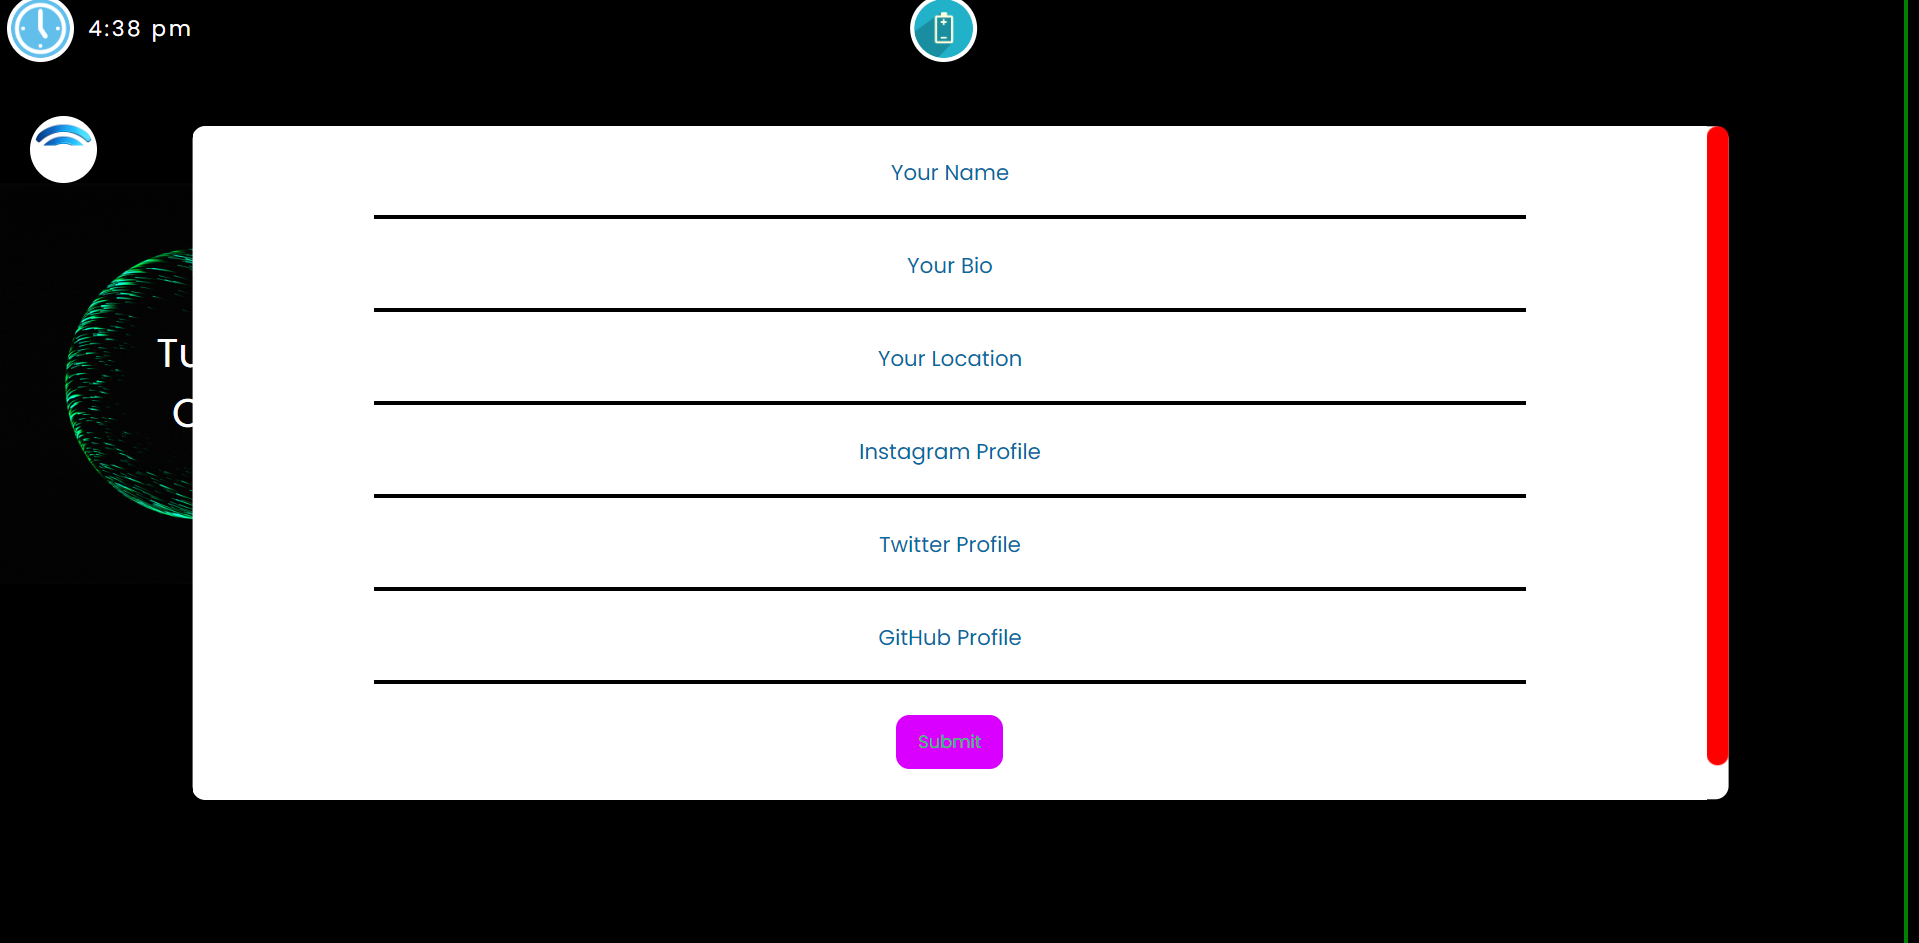 4:38 pm
Your Name
Your Bio
Your Location
Tu
Instagram Profile
Twitter Profile
GitHub Profile
Submit